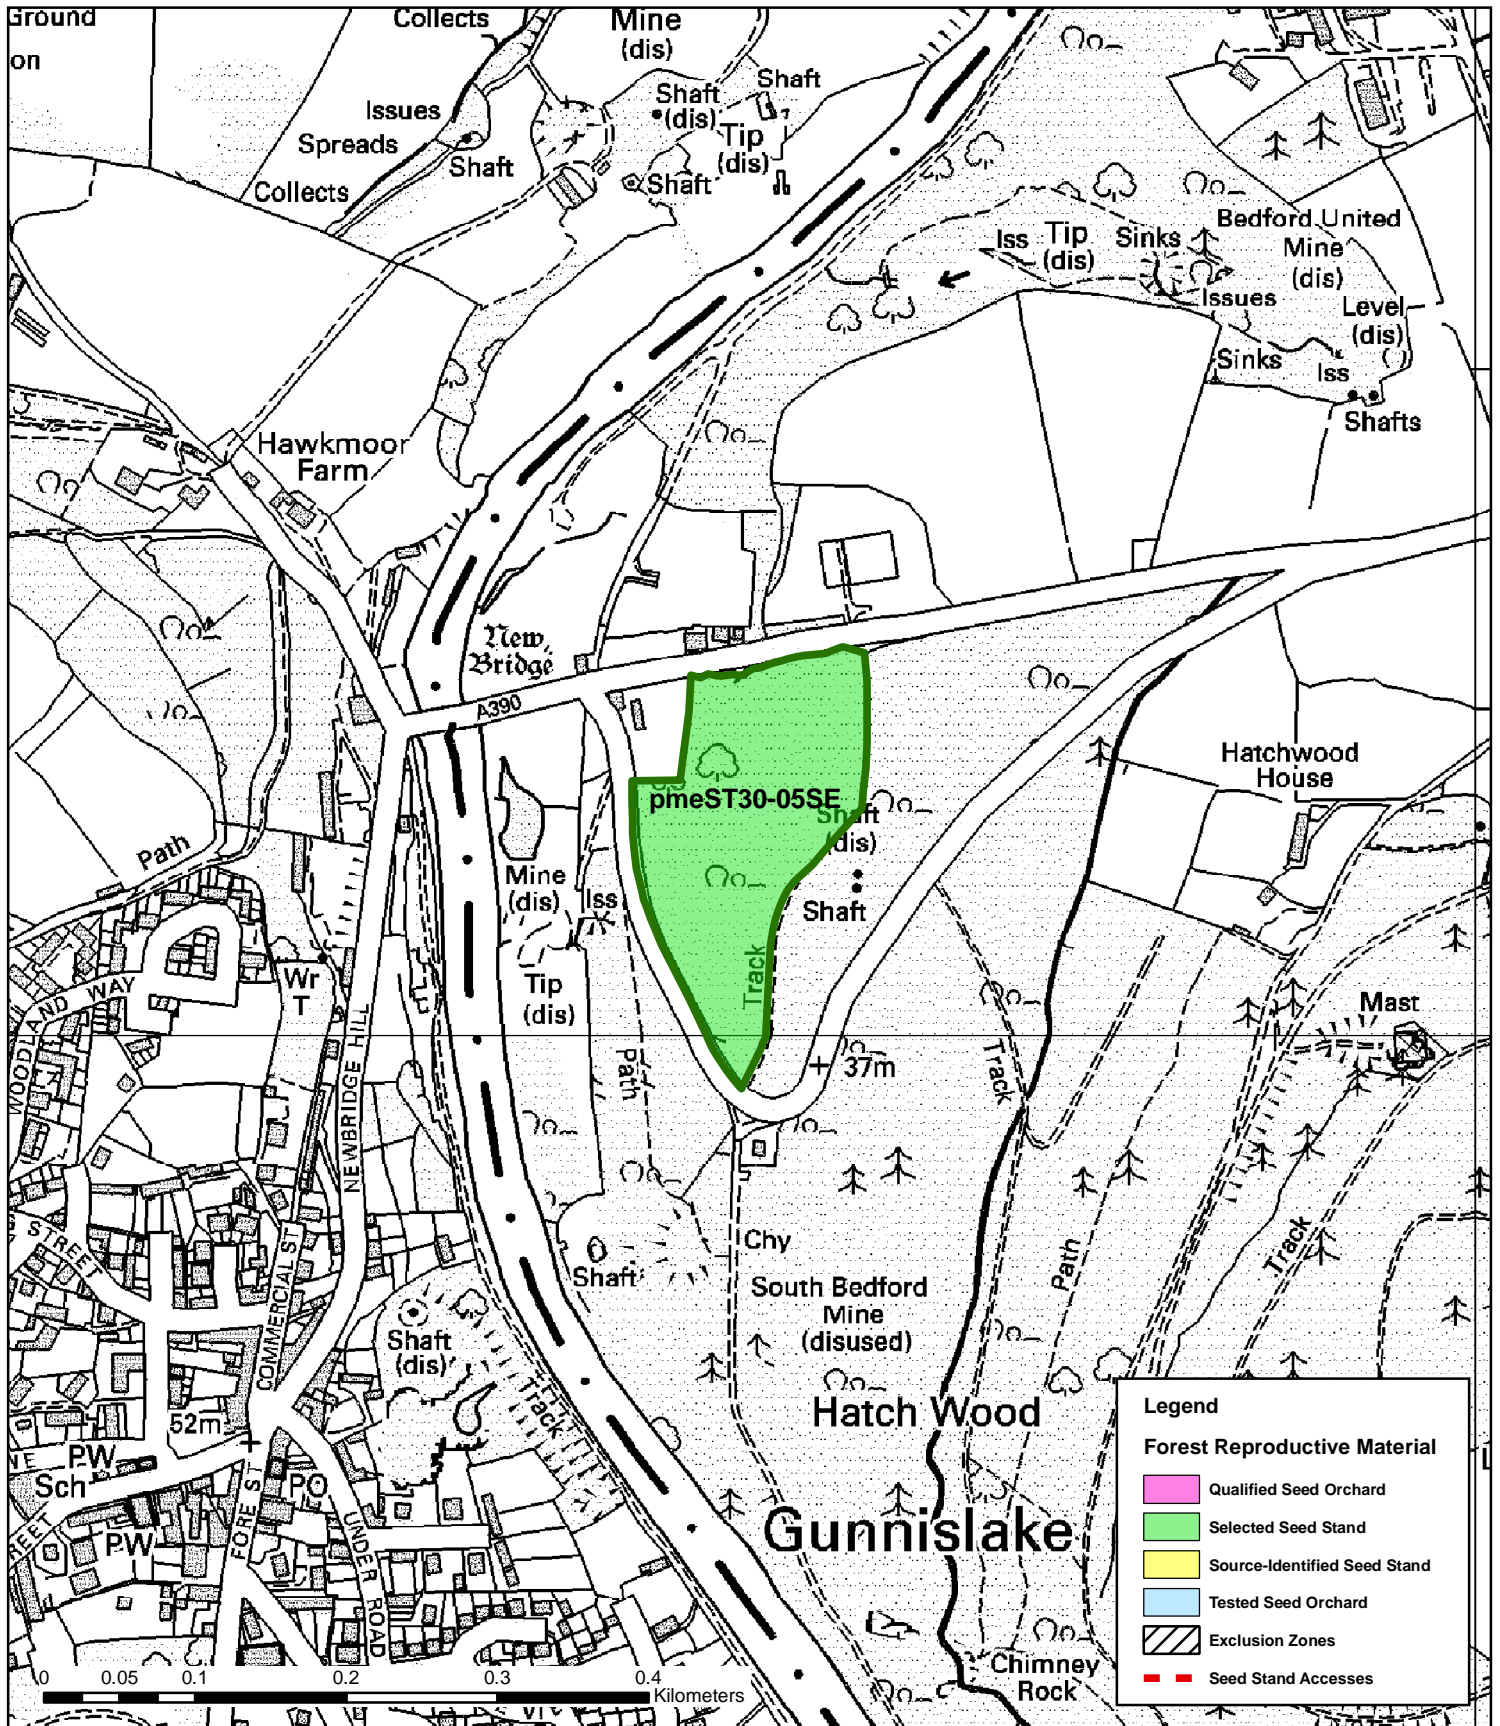 Ground
on
Collects
Mine
(dis)
Shaft
Shaft
(dis)
Tip
(dis)
Issues
Spreads
Shaft
Shaft
Collects
Iss
Tip
(dis)
Sinks
Bedford United
Mine
(dis)
Issues
Level
(dis)
Sinks
Iss
Shafts
Hawkmoor
Farm
New
Bridge
A390
Hatchwood
House
pmeST30-05SE
Shaft
(dis)
Path
Mine
(dis)
Iss
Shaft
Track
Wr
T
WOODLAND WAY
Tip
(dis)
Mast
NEWBRIDGE HILL
Path
37m
Track
STREET
COMMERCIAL ST
Shaft
Chy
Path
Track
South Bedford
Mine
(disused)
Shaft
(dis)
Track
Hatch Wood
52m
PW
Sch
PO
PW
FORE ST
UNDER ROAD
REET
Gunnislake
Chimney
Rock
Legend
Forest Reproductive Material
Qualified Seed Orchard
Selected Seed Stand
Source-Identified Seed Stand
Tested Seed Orchard
Exclusion Zones
Seed Stand Accesses
0 0.05 0.1 0.2 0.3 0.4
Kilometers